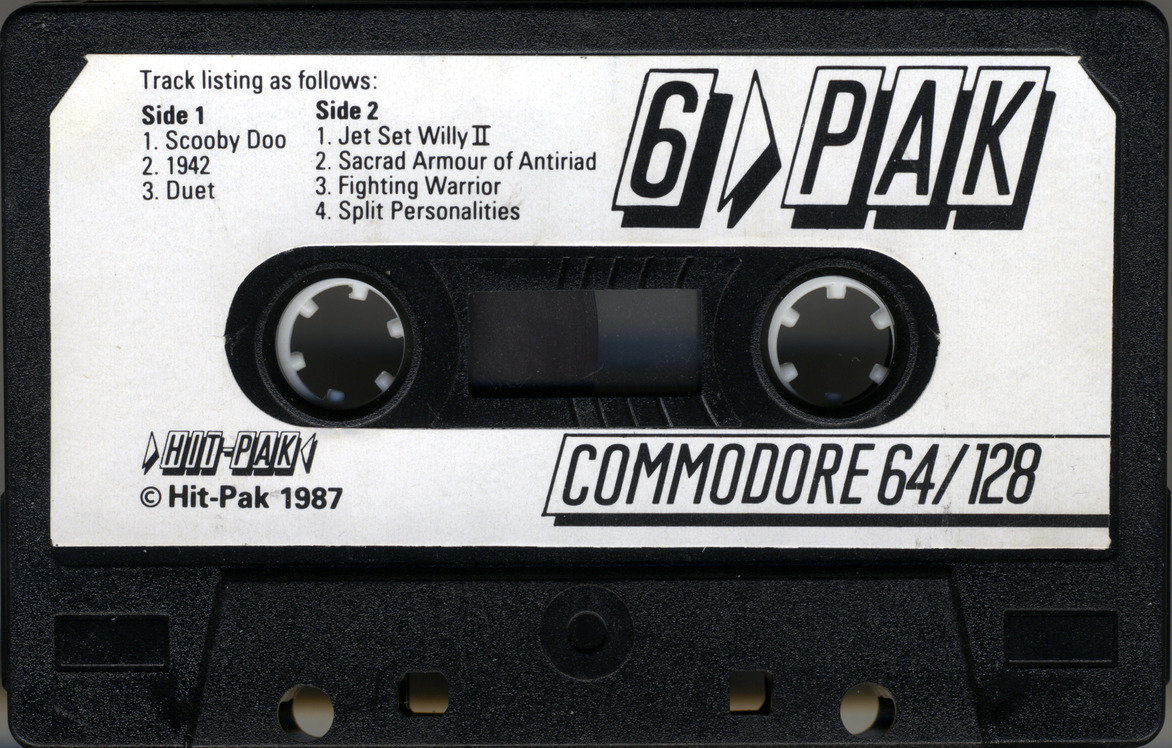 Track listing as follows:
Side 1
1. Scooby Doo
2. 1942
3. Duet
Side 2
1. Jet Set Willy II
2. Sacrad Armour of Antiriad
3. Fighting Warrior
4. Split Personalities
6 PAK
HIT-PAK
© Hit-Pak 1987
COMMODORE 64/128